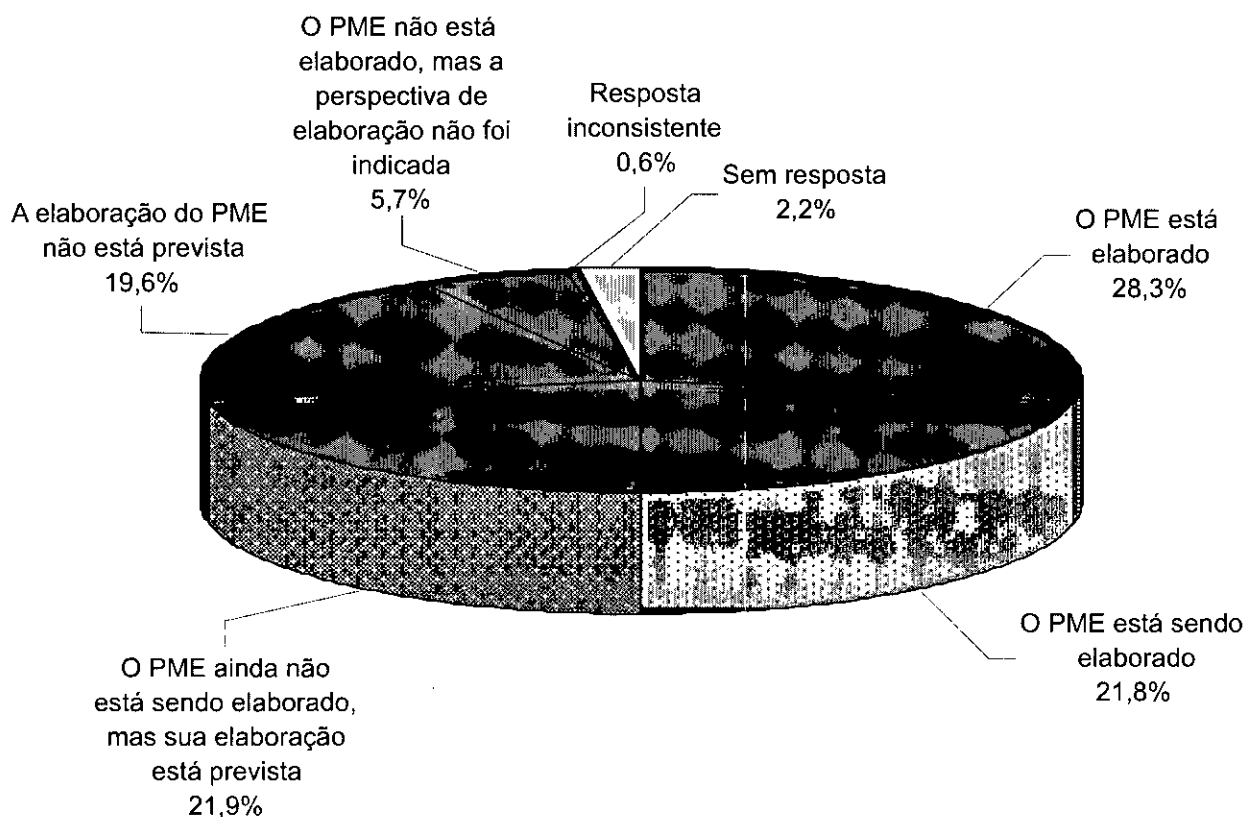 O PME não está
elaborado, mas a
perspectiva de
elaboração não foi
indicada
5,7%
Resposta
inconsistente
0,6%
Sem resposta
2,2%
A elaboração do PME
não está prevista
19,6%
O PME está
elaborado
28,3%
O PME está sendo
elaborado
21,8%
O PME ainda não
está sendo elaborado,
mas sua elaboração
está prevista
21,9%